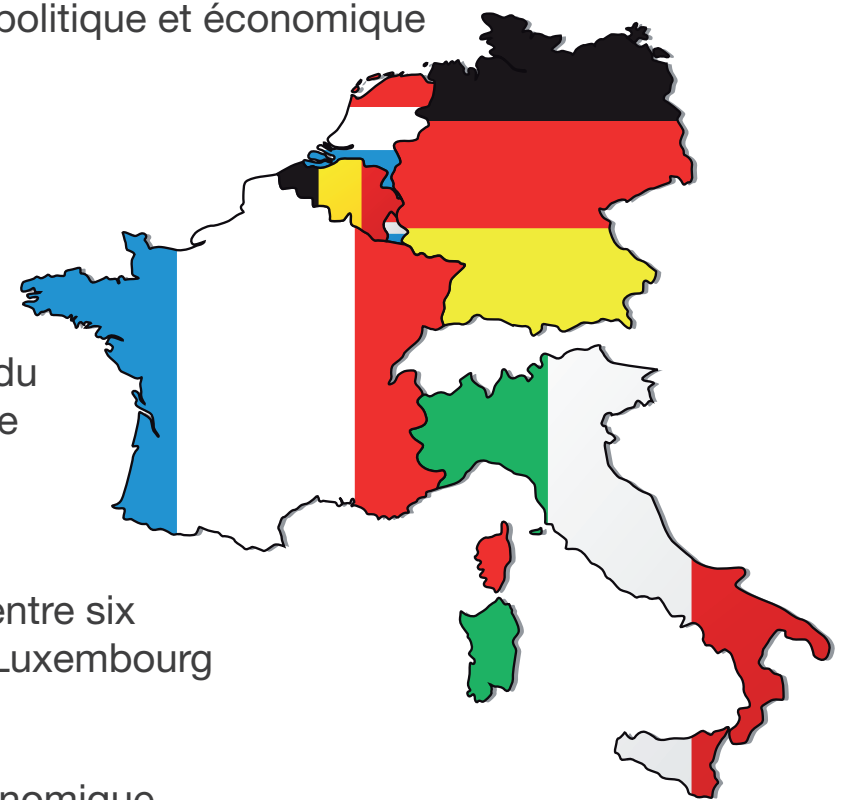 politique et économique
du
e
entre six
Luxembourg
nomique